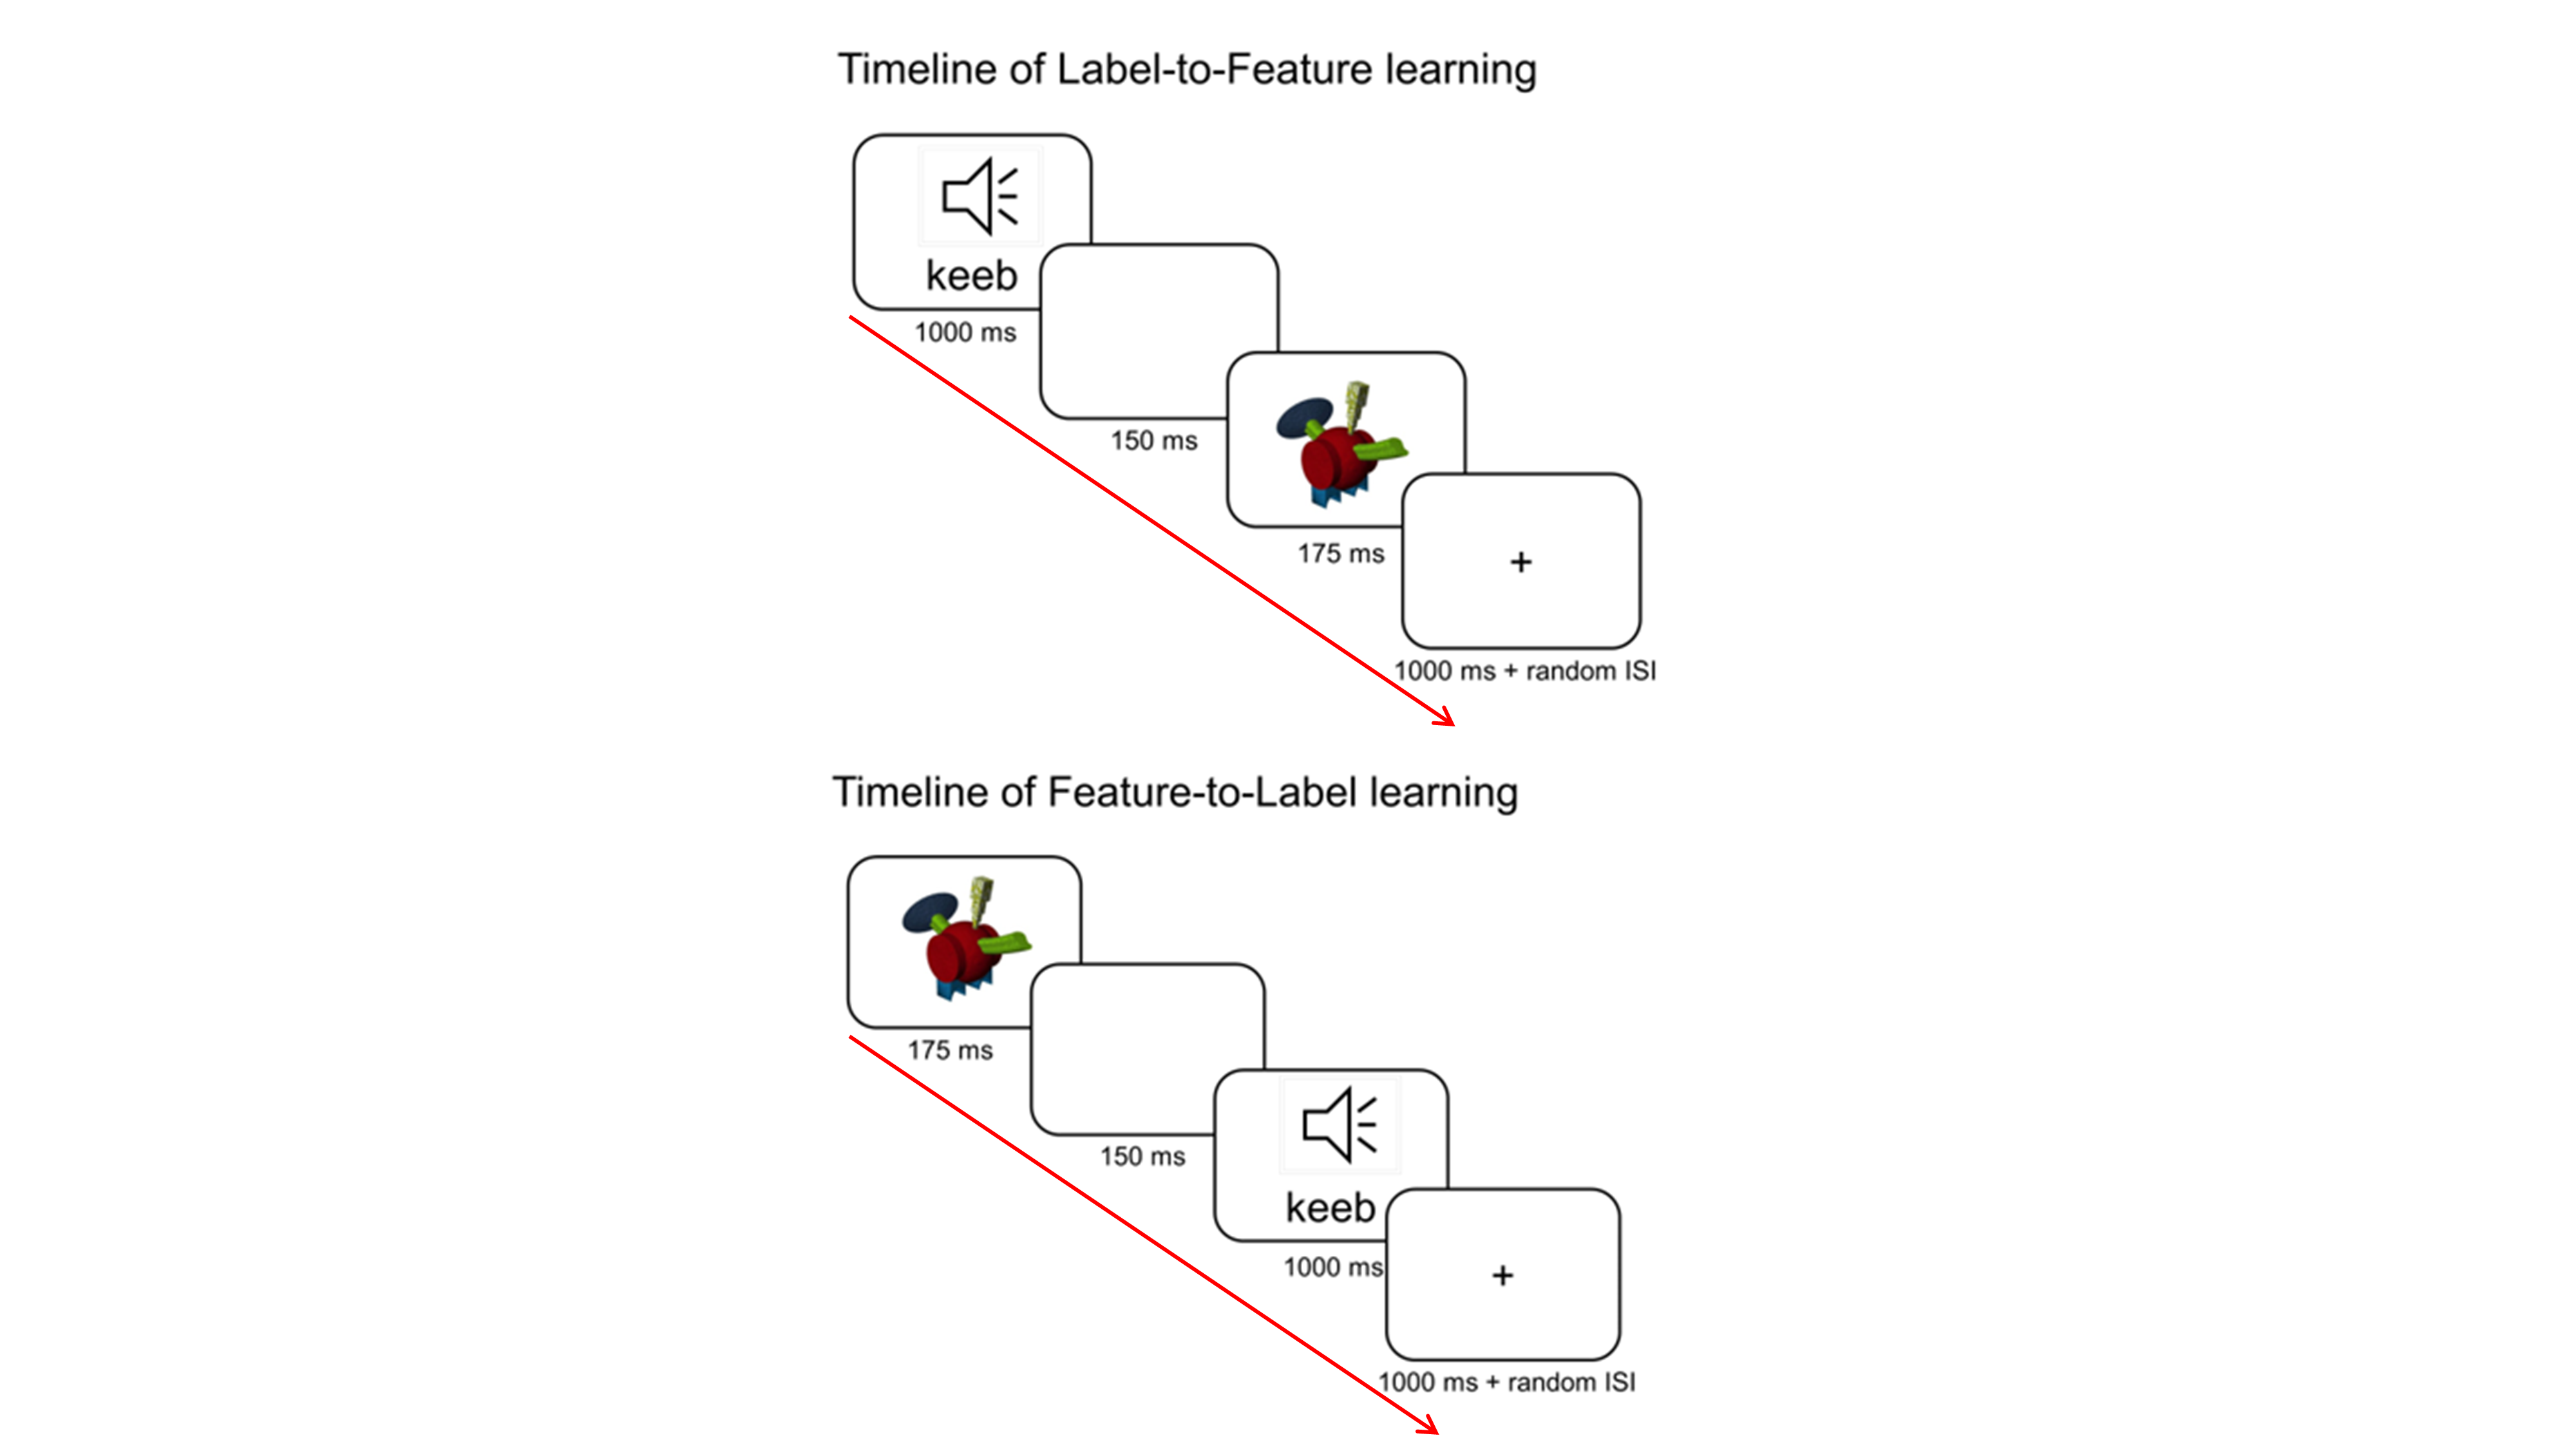 Timeline of Label-to-Feature learning
keeb
1000 ms
150 ms
175 ms
+
1000 ms + random ISI
Timeline of Feature-to-Label learning
175 ms
150 ms
keeb
1000 ms
+
1000 ms + random ISI